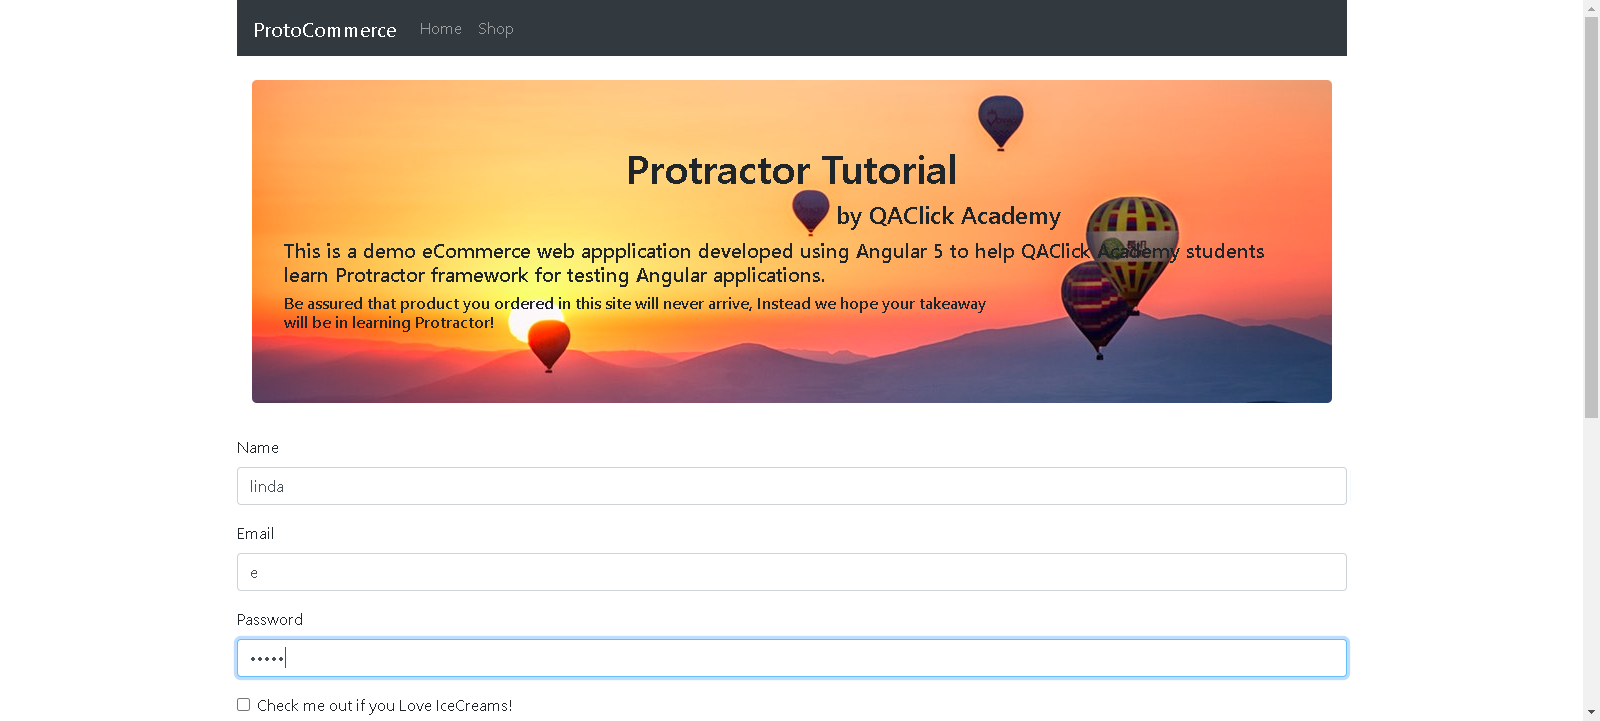 ProtoCommerce Home Shop
Protractor Tutorial
by QAClick Academy
This is a demo eCommerce web appplication developed using Angular 5 to help QAClick Academy students
learn Protractor framework for testing Angular applications.
Be assured that product you ordered in this site will never arrive, Instead we hope your takeaway
will be in learning Protractor!
Name
linda
Email
e
Password
•••••
Check me out if you Love IceCreams!